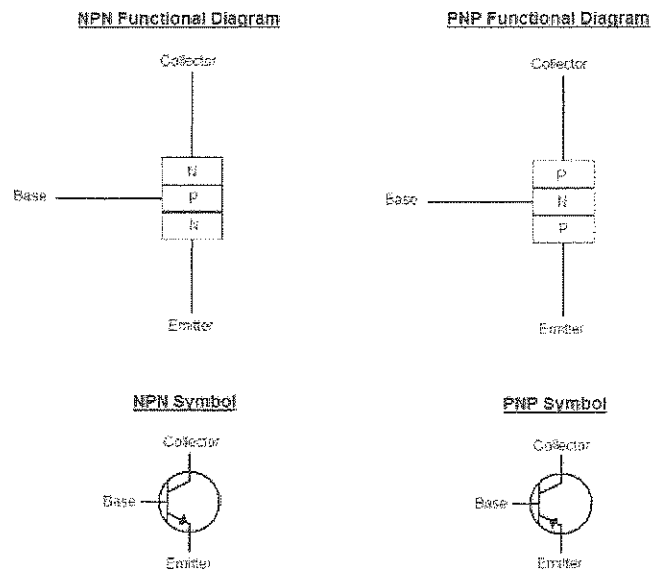 NPN Functional Diagram
Collector
N
Base
P
N
Emitter
PNP Functional Diagram
Collector
P
Base
N
P
Emitter
NPN Symbol
Collector
Base
Emitter
PNP Symbol
Collector
Base
Emitter